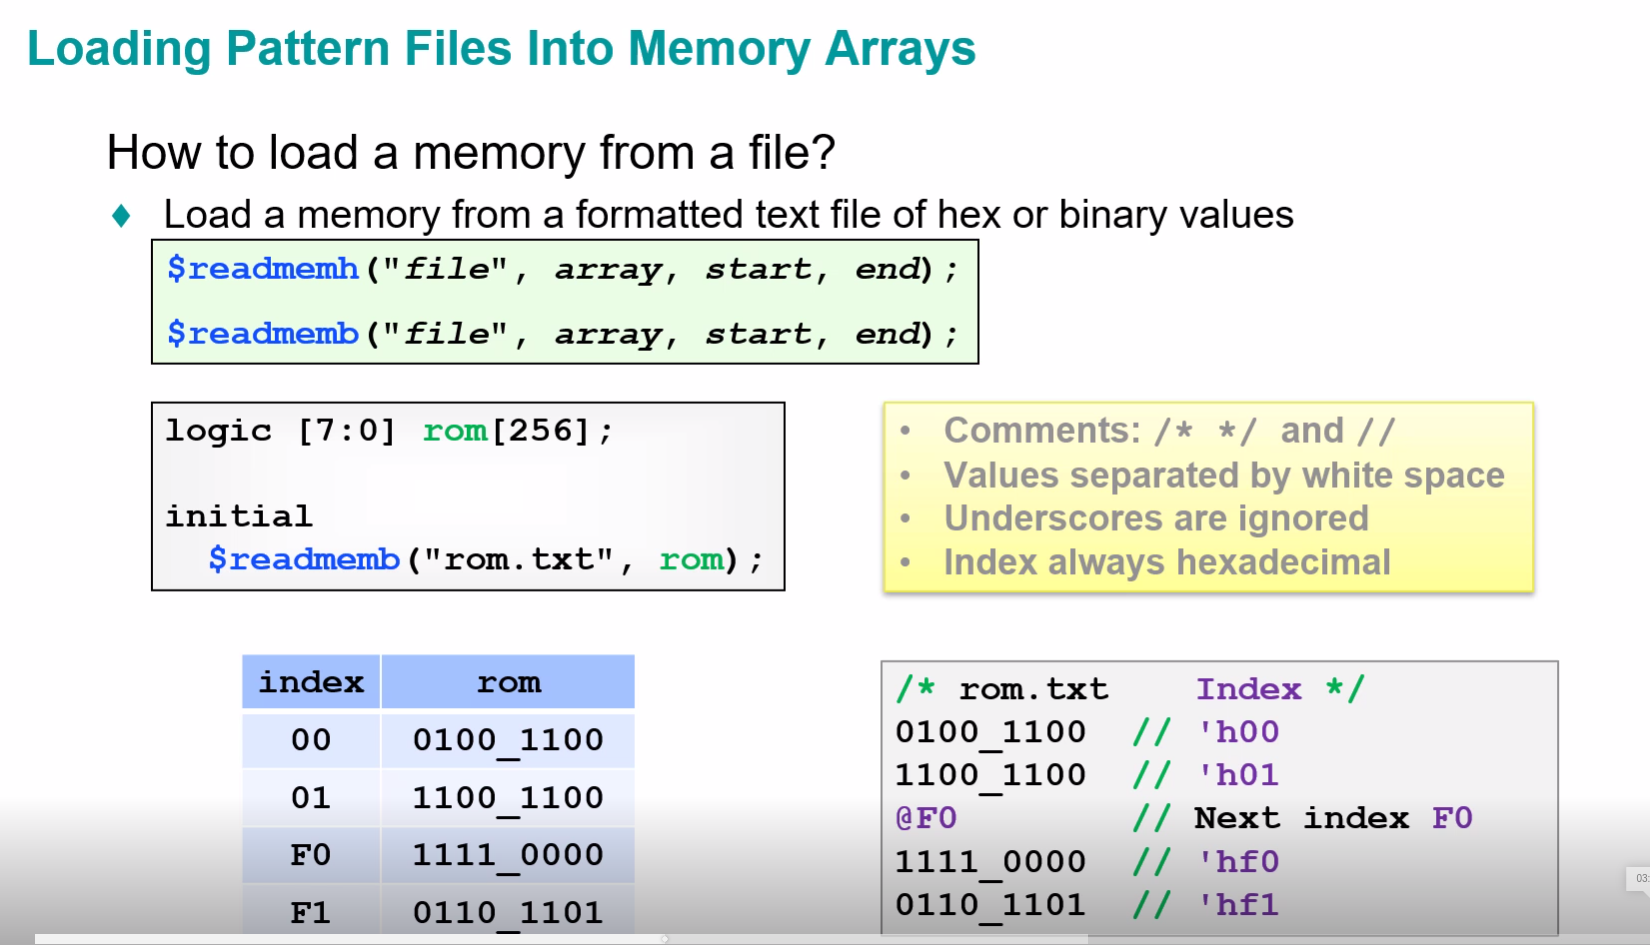 Loading Pattern Files Into Memory Arrays
How to load a memory from a file?
♦ Load a memory from a formatted text file of hex or binary values
$readmemh("file", array, start, end);
$readmemb("file", array, start, end);
logic [7:0] rom[256];
initial
$readmemb("rom.txt", rom);
• Comments: /* */ and //
• Values separated by white space
• Underscores are ignored
• Index always hexadecimal
index rom
00 0100_1100
01 1100_1100
F0 1111_0000
F1 0110_1101
/* rom.txt Index */
0100_1100 // 'h00
1100_1100 // 'h01
@F0 // Next index F0
1111_0000 // 'hf0
0110_1101 // 'hf1